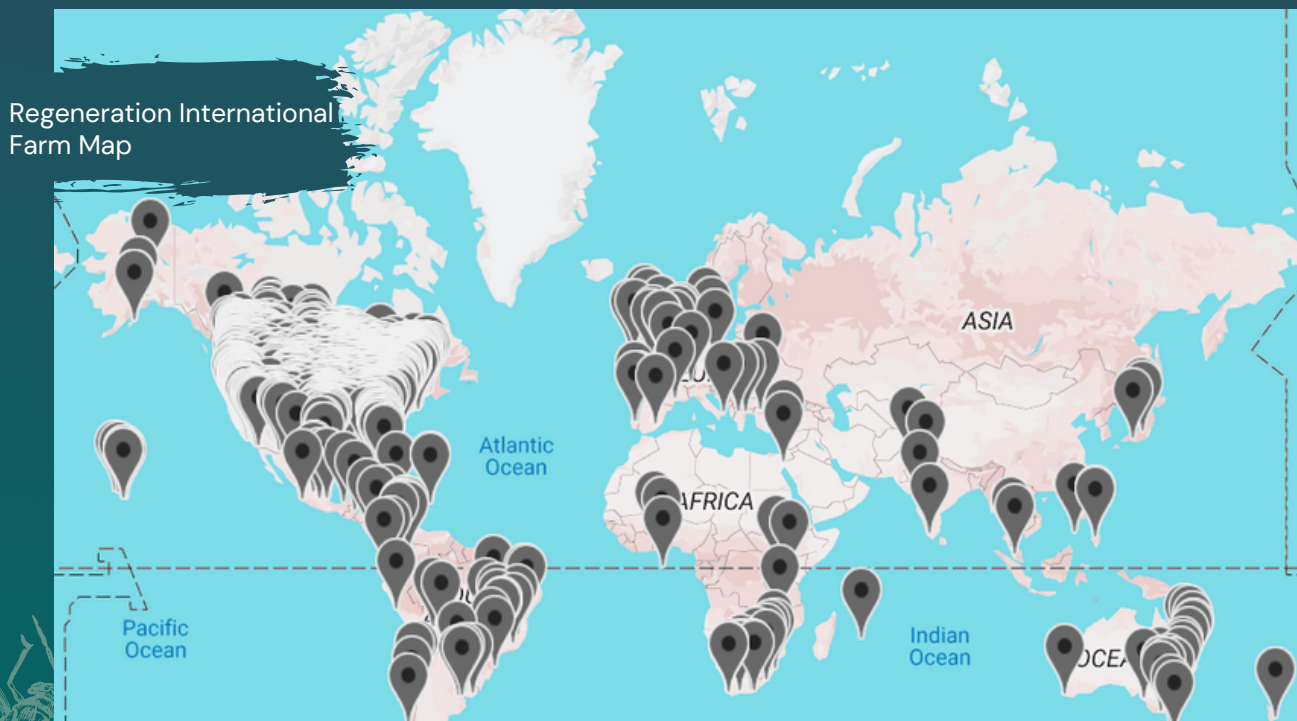 Regeneration International
Farm Map
ASIA
Atlantic
Ocean
AFRICA
Pacific
Ocean
Indian
Ocean